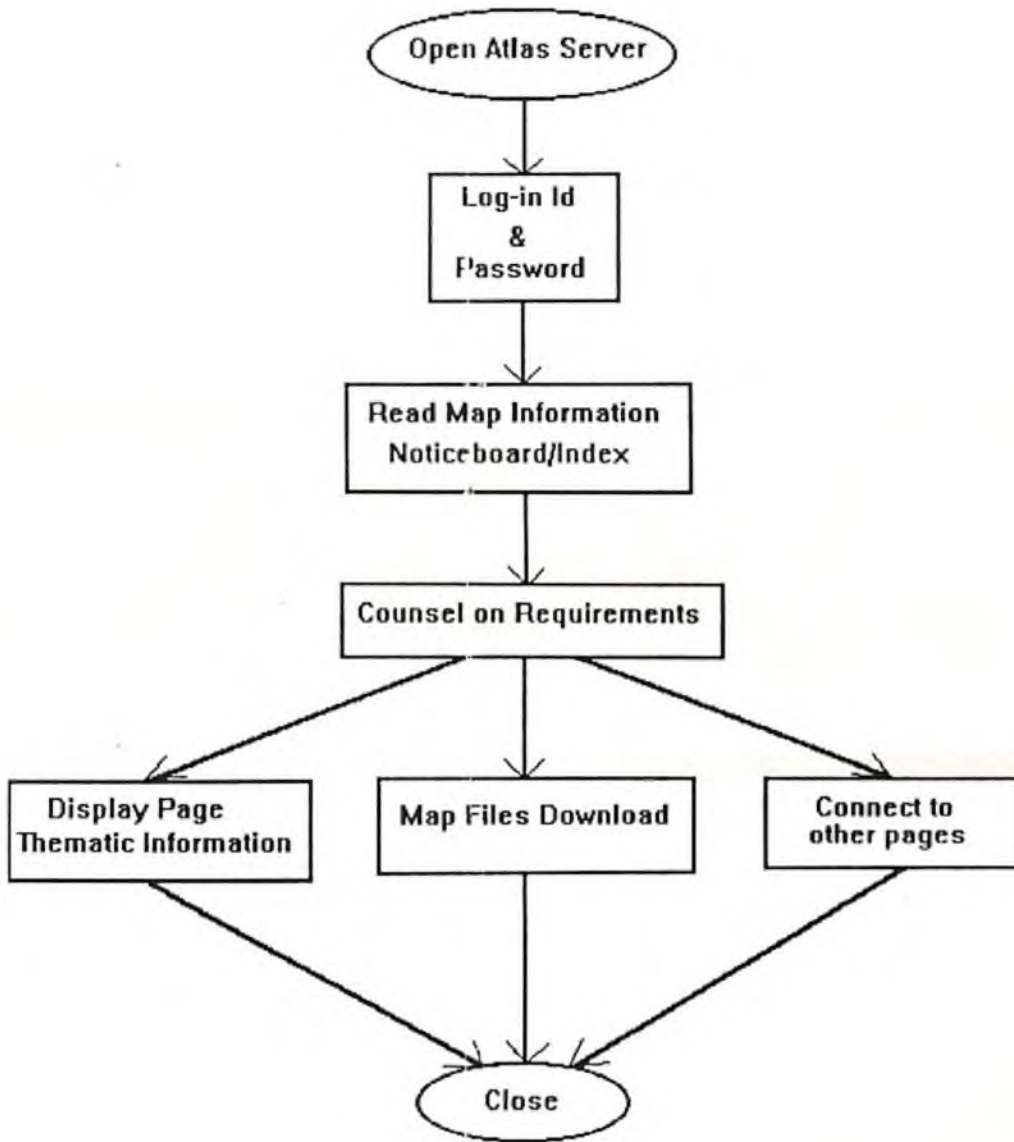 Open Atlas Server
Log-in Id
&
Password
Read Map Information
Noticeboard/Index
Counsel on Requirements
Display Page
Thematic Information
Map Files Download
Connect to
other pages
Close